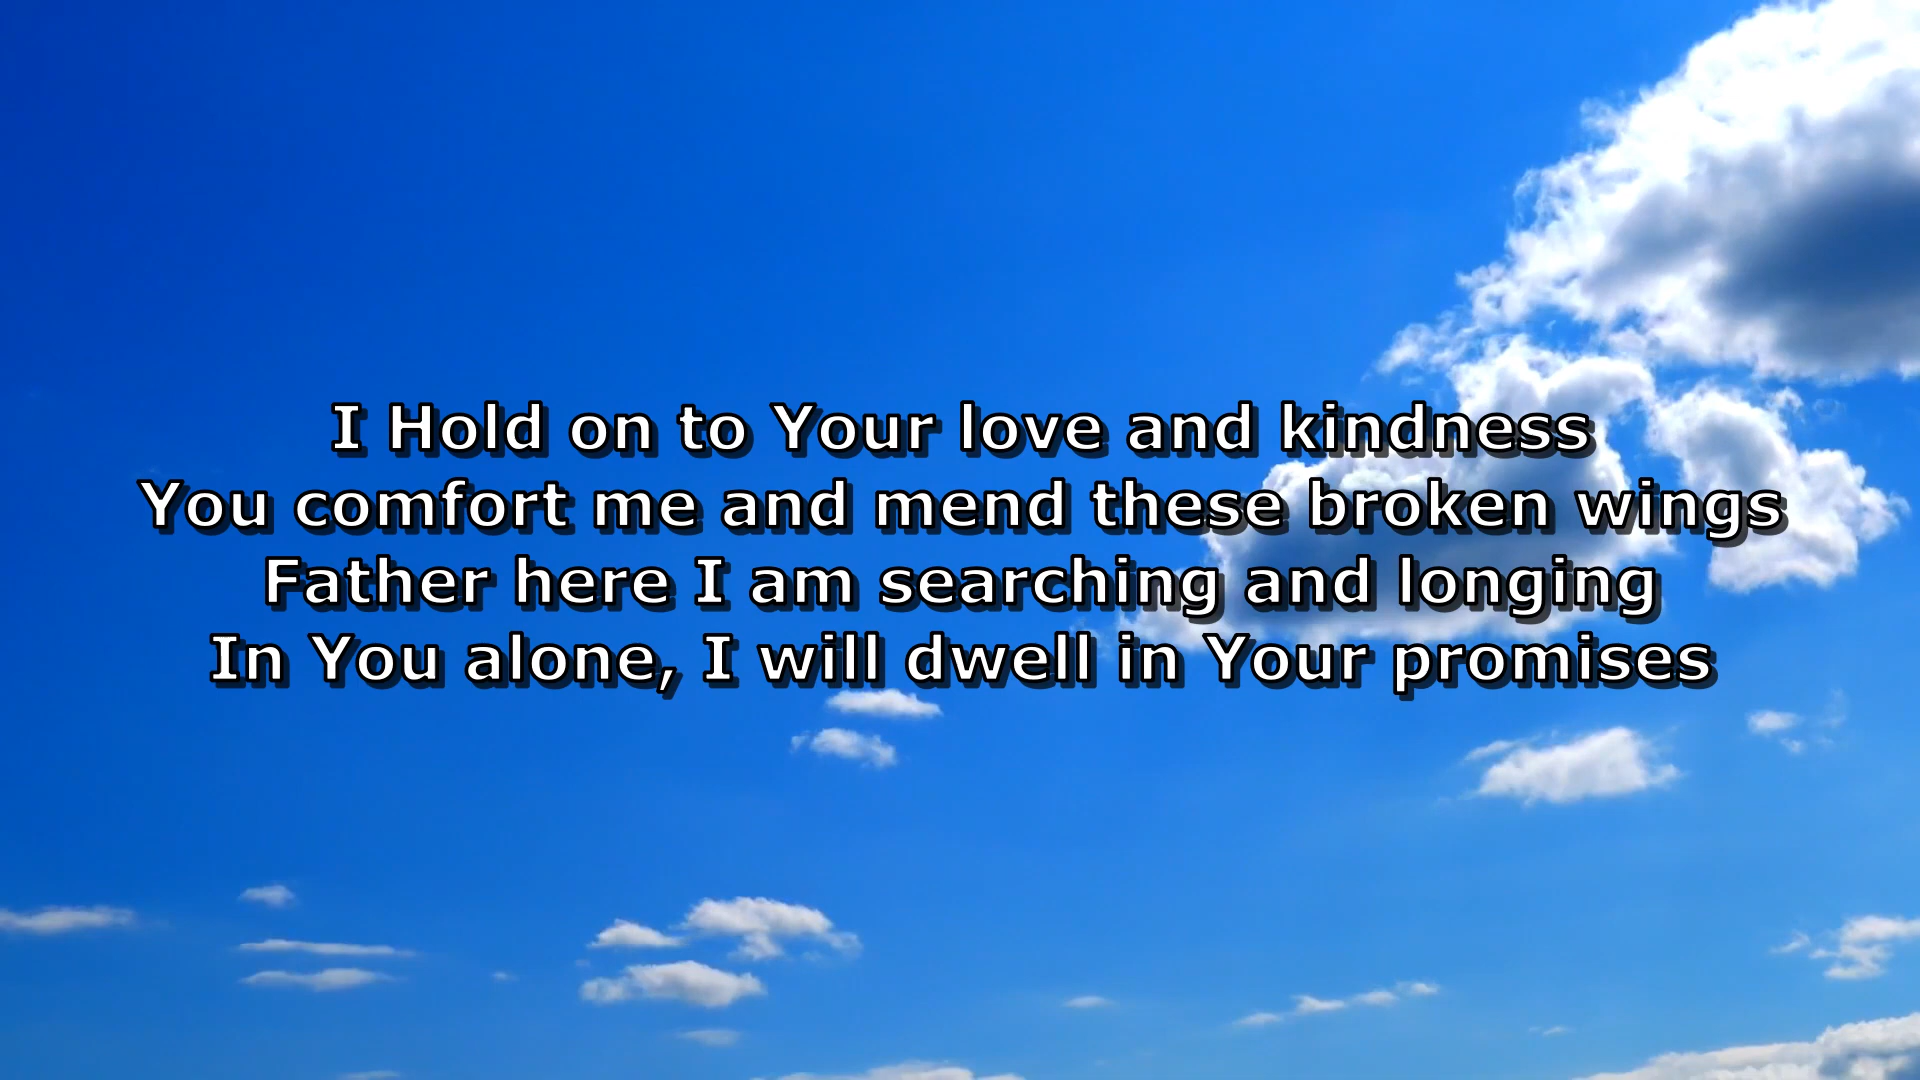 I Hold on to Your love and kindness
You comfort me and mend these broken wings
Father here I am searching and longing
In You alone, I will dwell in Your promises